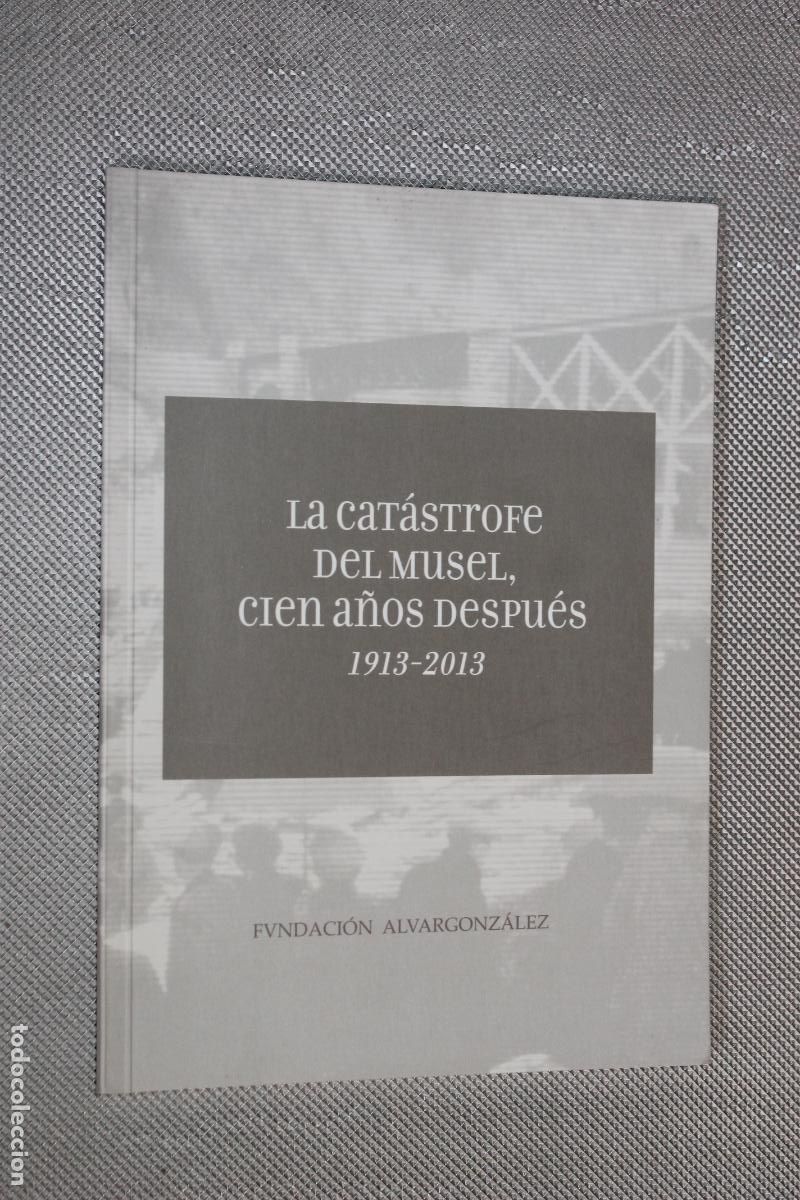 La catástrofe
del Musel,
cien años después
1913-2013
FVNDACIÓN ALVARGONZÁLEZ
todocoleccion